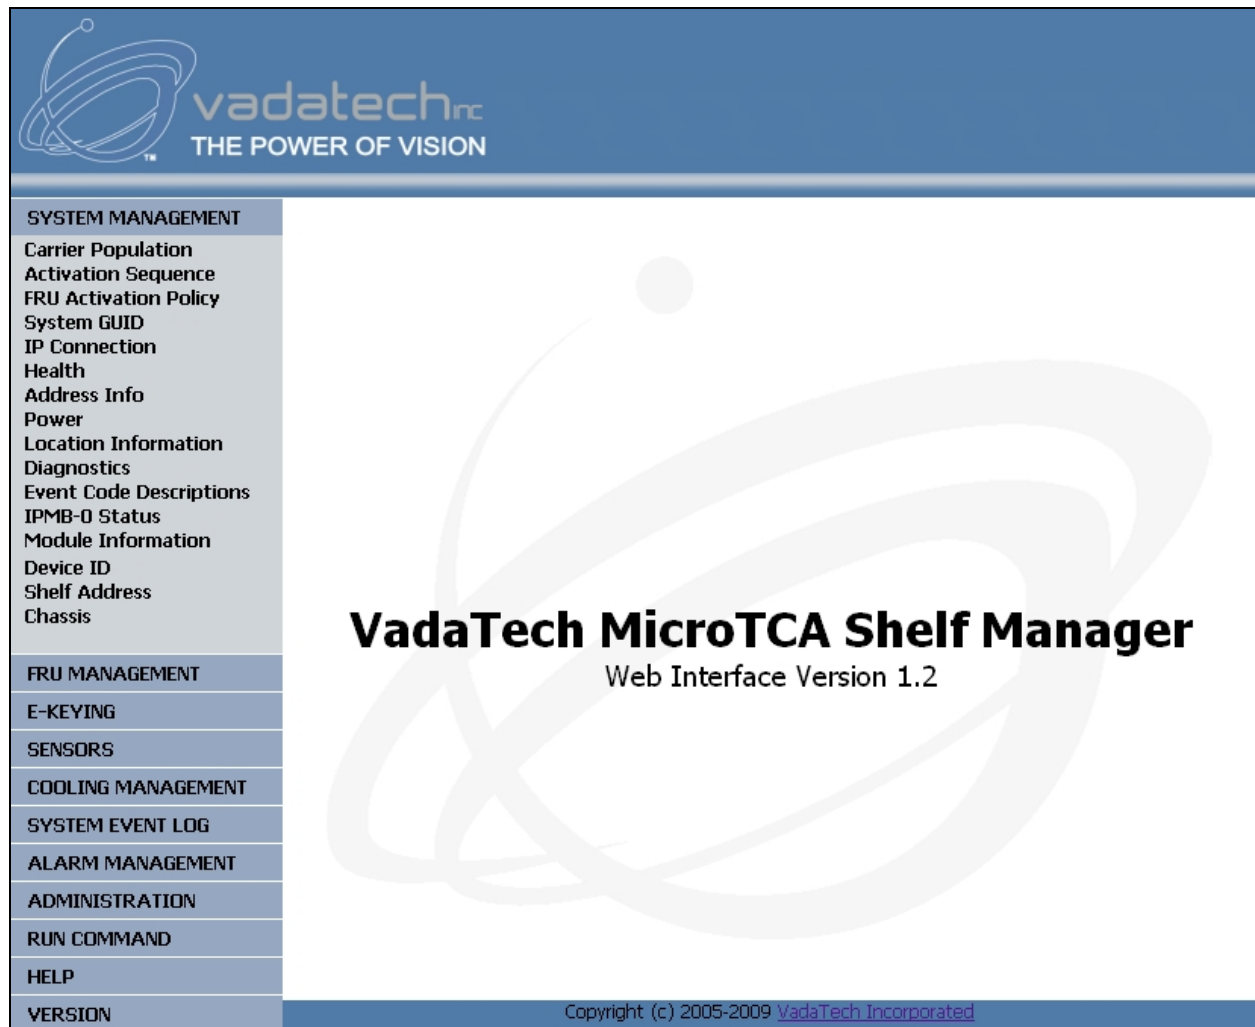 vadatech inc
TM
THE POWER OF VISION
SYSTEM MANAGEMENT
Carrier Population
Activation Sequence
FRU Activation Policy
System GUID
IP Connection
Health
Address Info
Power
Location Information
Diagnostics
Event Code Descriptions
IPMB-0 Status
Module Information
Device ID
Shelf Address
Chassis
FRU MANAGEMENT
E-KEYING
SENSORS
COOLING MANAGEMENT
SYSTEM EVENT LOG
ALARM MANAGEMENT
ADMINISTRATION
RUN COMMAND
HELP
VERSION
VadaTech MicroTCA Shelf Manager
Web Interface Version 1.2
Copyright (c) 2005-2009 VadaTech Incorporated